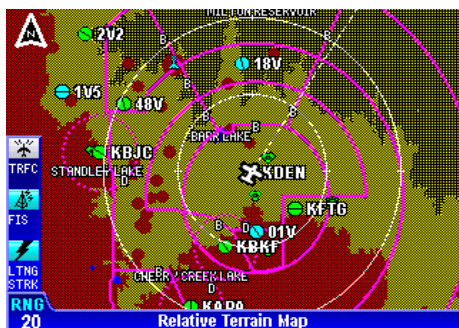 MILTON RESERVOIR
2V2
B
B
18V
1V5
48V
B
B
B
BARR LAKE
KBJC
TRFC
STANDLEY LAKE
D
KDEN
B
FIS
KFTG
B
D
01V
KBKF
LTNG
STRK
CHERRY CREEK LAKE
B
D
RNG
KAPA
20
Relative Terrain Map